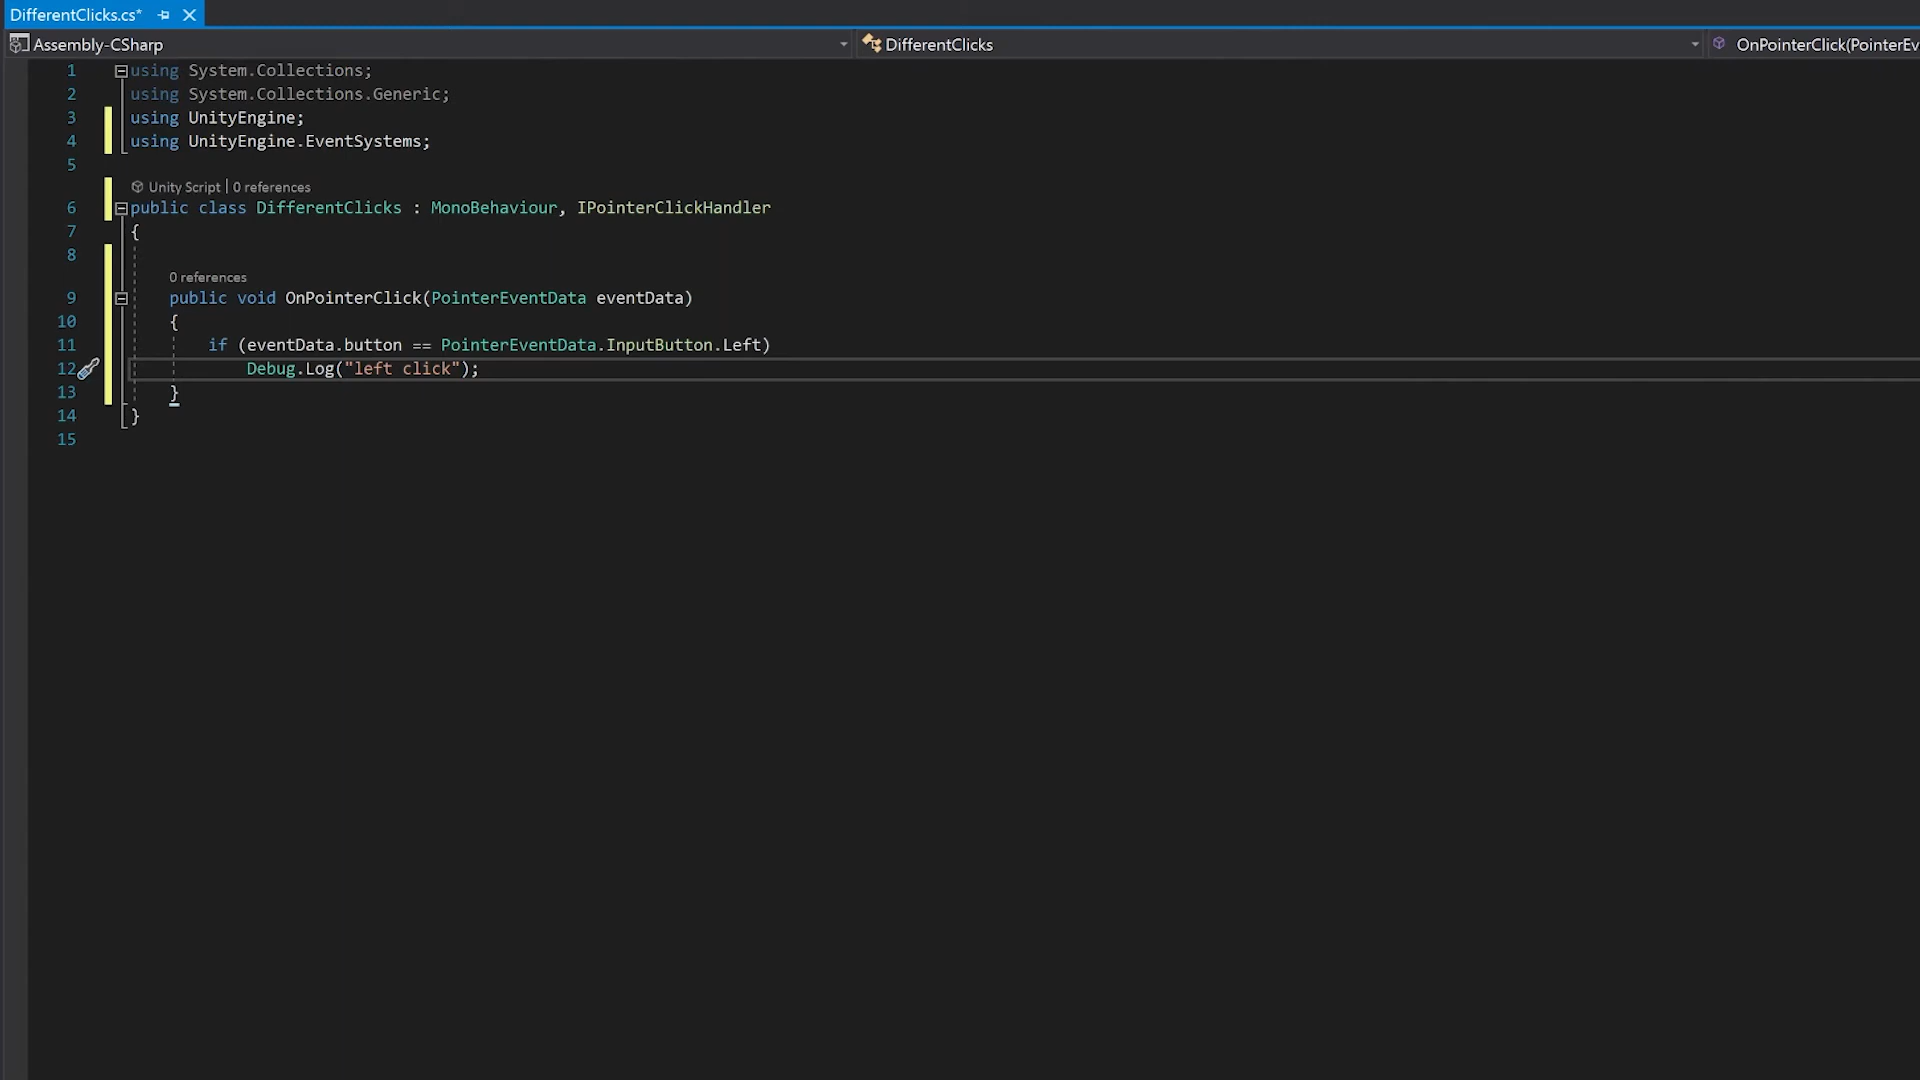 DifferentClicks.cs*
Assembly-CSharp DifferentClicks OnPointerClick(PointerEv
1 using System.Collections;
2 using System.Collections.Generic;
3 using UnityEngine;
4 using UnityEngine.EventSystems;
5
Unity Script | 0 references
6 public class DifferentClicks : MonoBehaviour, IPointerClickHandler
7 {
8
0 references
9 public void OnPointerClick(PointerEventData eventData)
10 {
11 if (eventData.button == PointerEventData.InputButton.Left)
12 Debug.Log("left click");
13 }
14 }
15